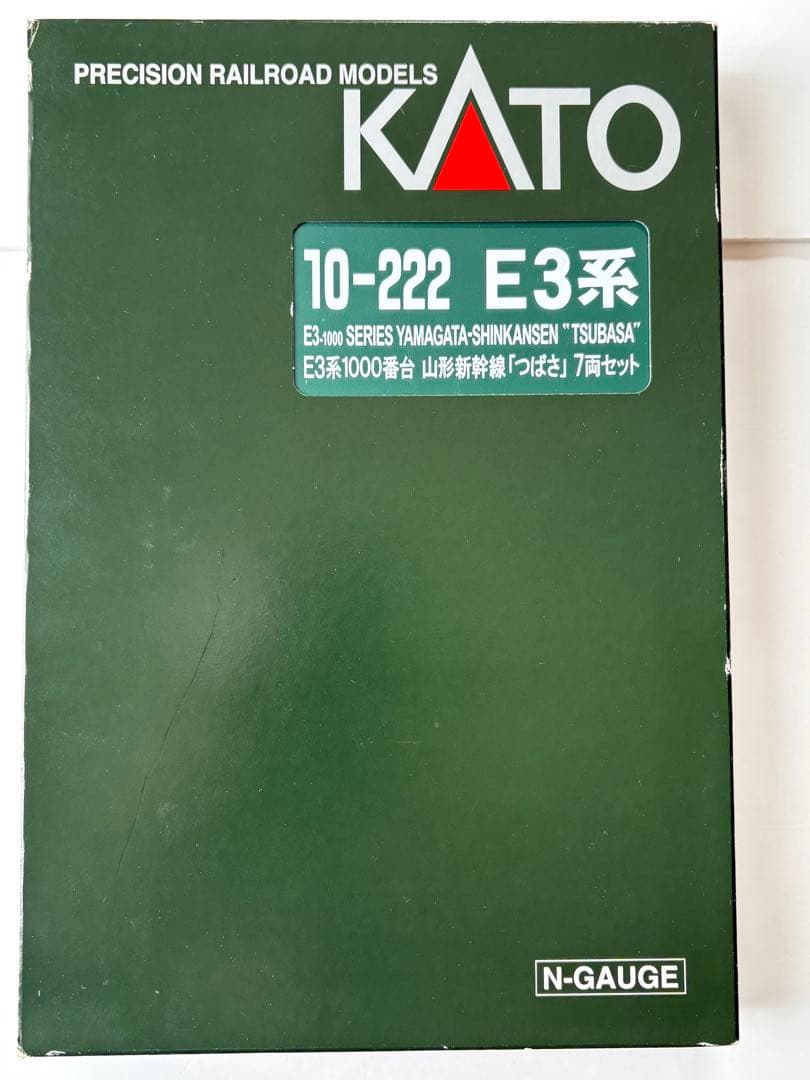 PRECISION RAILROAD MODELS
KATO
10-222 E3系
E3-1000 SERIES YAMAGATA-SHINKANSEN "TSUBASA"
E3系1000番台 山形新幹線「つばさ」7両セット
N-GAUGE